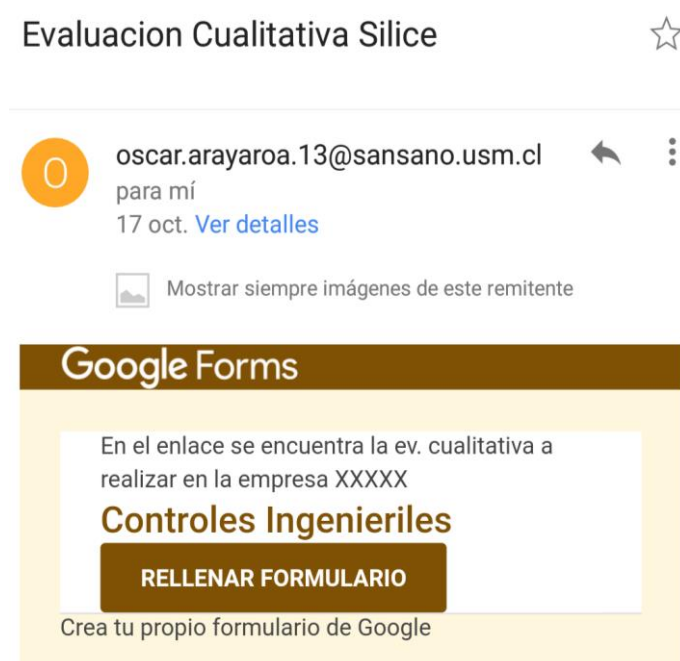 Evaluacion Cualitativa Silice
O
oscar.arayaroa.13@sansano.usm.cl
para mí
17 oct. Ver detalles
Mostrar siempre imágenes de este remitente
Google Forms
En el enlace se encuentra la ev. cualitativa a
realizar en la empresa XXXXX
Controles Ingenieriles
RELLENAR FORMULARIO
Crea tu propio formulario de Google